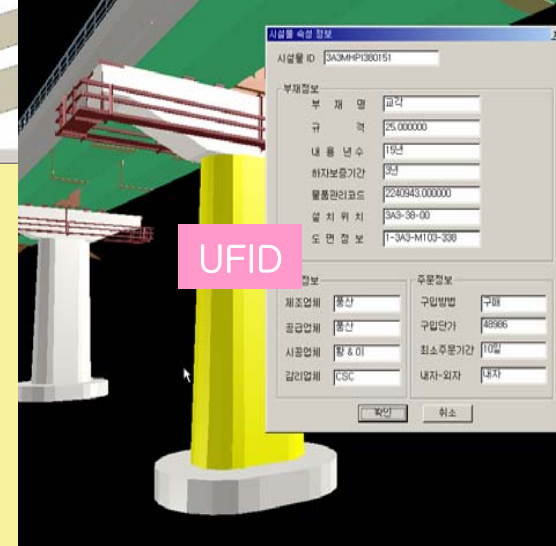 시설물 속성 정보
시설물 ID 3A3MHPI380151
부재정보
부 재 명 교각
규 격 25.000000
내 용 년 수 15년
하자보증기간 3년
물품관리코드 2240943.000000
설 치 위 치 3A3-38-00
도 면 정 보 1-3A3-M103-338
UFID
정보
제조업체 풍산
공급업체 풍산
시공업체 황 & 이
감리업체 CSC
주문정보
구입방법 구매
구입단가 48986
최소주문기간 10일
내자-외자 내자
확인 취소